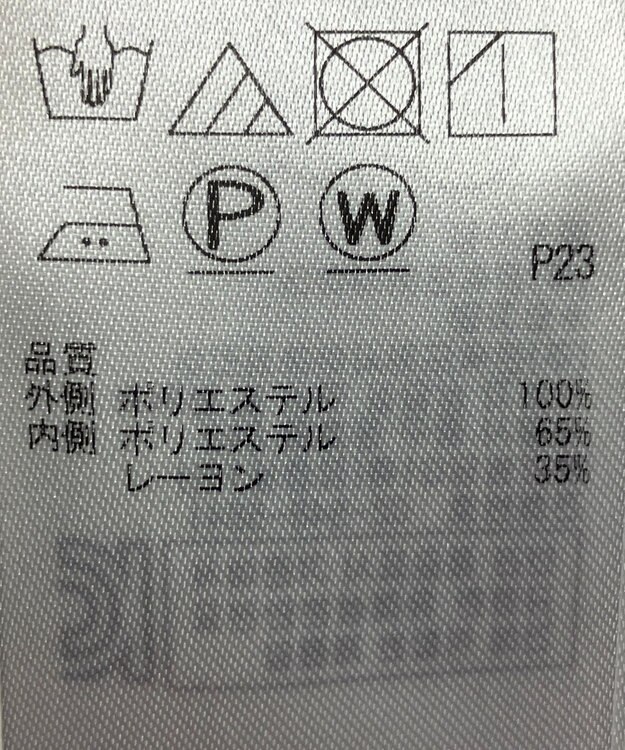 P W
P23
品質
外側 ポリエステル 100%
内側 ポリエステル 65%
レーヨン 35%